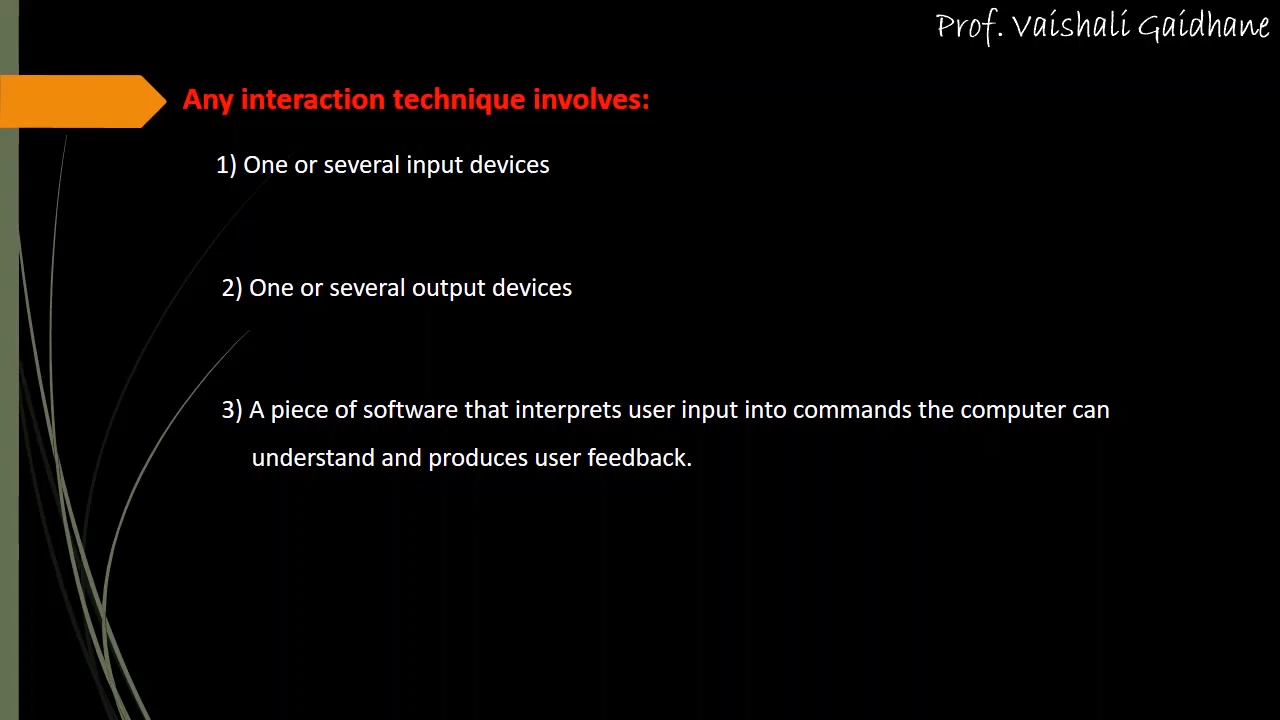 Prof. Vaishali Gaidhane
Any interaction technique involves:
1) One or several input devices
2) One or several output devices
3) A piece of software that interprets user input into commands the computer can
understand and produces user feedback.